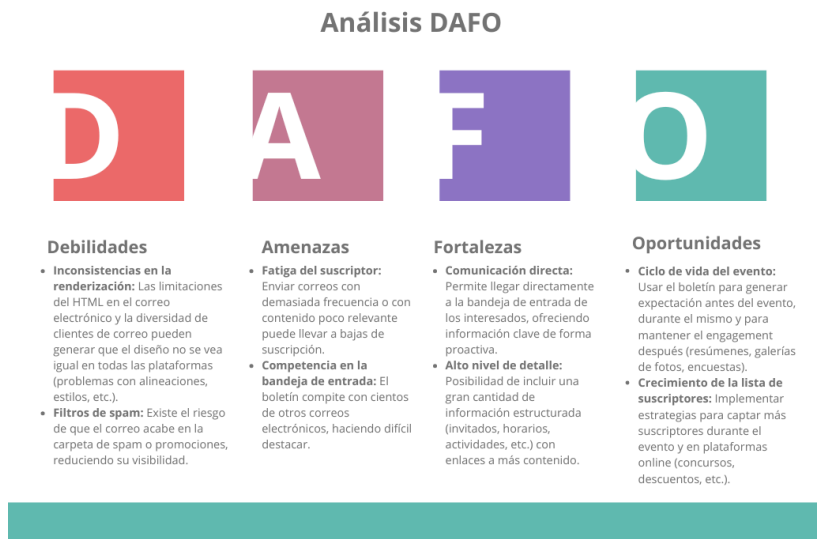 Análisis DAFO
D
A
F
O
Debilidades
• Inconsistencias en la
renderización: Las limitaciones
del HTML en el correo
electrónico y la diversidad de
clientes de correo pueden
generar que el diseño no se vea
igual en todas las plataformas
(problemas con alineaciones,
estilos, etc.).
• Filtros de spam: Existe el riesgo
de que el correo acabe en la
carpeta de spam o promociones,
reduciendo su visibilidad.
Amenazas
• Fatiga del suscriptor:
Enviar correos con
demasiada frecuencia o con
contenido poco relevante
puede llevar a bajas de
suscripción.
• Competencia en la
bandeja de entrada: El
boletín compite con cientos
de otros correos
electrónicos, haciendo difícil
destacar.
Fortalezas
• Comunicación directa:
Permite llegar directamente
a la bandeja de entrada de
los interesados, ofreciendo
información clave de forma
proactiva.
• Alto nivel de detalle:
Posibilidad de incluir una
gran cantidad de
información estructurada
(invitados, horarios,
actividades, etc.) con
enlaces a más contenido.
Oportunidades
• Ciclo de vida del evento:
Usar el boletín para generar
expectación antes del evento,
durante el mismo y para
mantener el engagement
después (resúmenes, galerías
de fotos, encuestas).
• Crecimiento de la lista de
suscriptores: Implementar
estrategias para captar más
suscriptores durante el
evento y en plataformas
online (concursos,
descuentos, etc.).